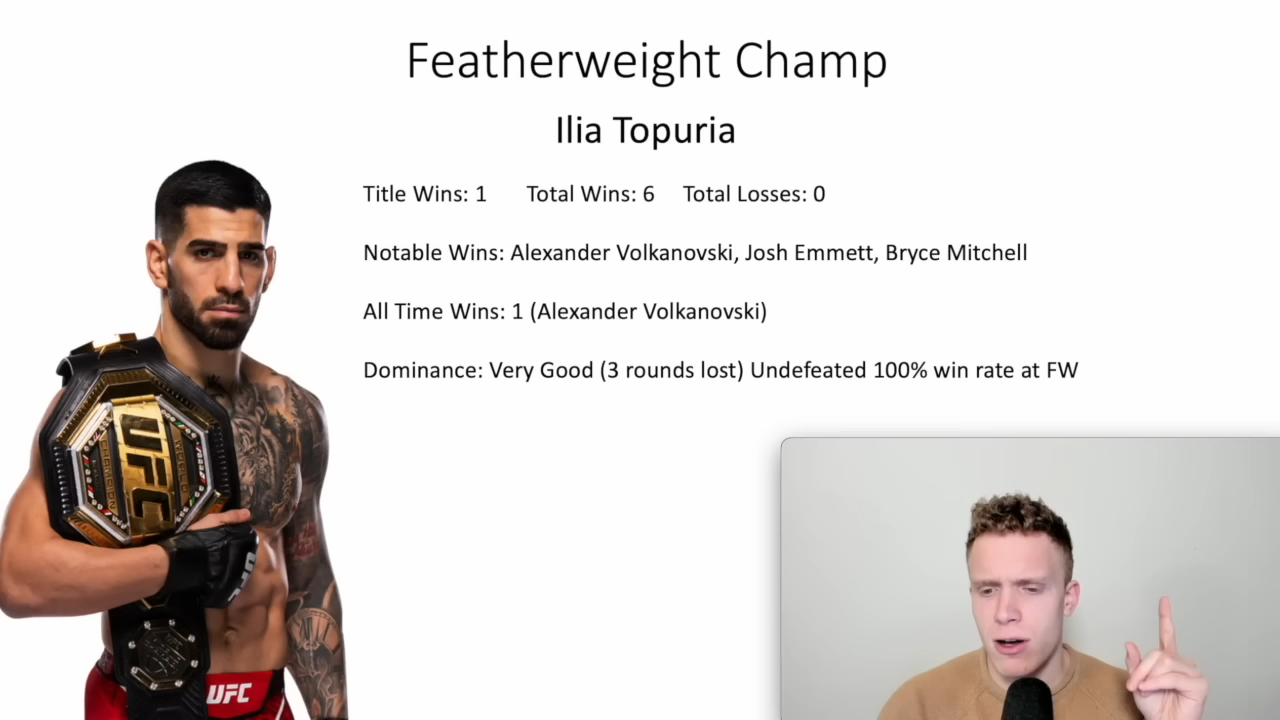 Featherweight Champ
Ilia Topuria
Title Wins: 1 Total Wins: 6 Total Losses: 0
Notable Wins: Alexander Volkanovski, Josh Emmett, Bryce Mitchell
All Time Wins: 1 (Alexander Volkanovski)
Dominance: Very Good (3 rounds lost) Undefeated 100% win rate at FW
UFC
UFC
UFC